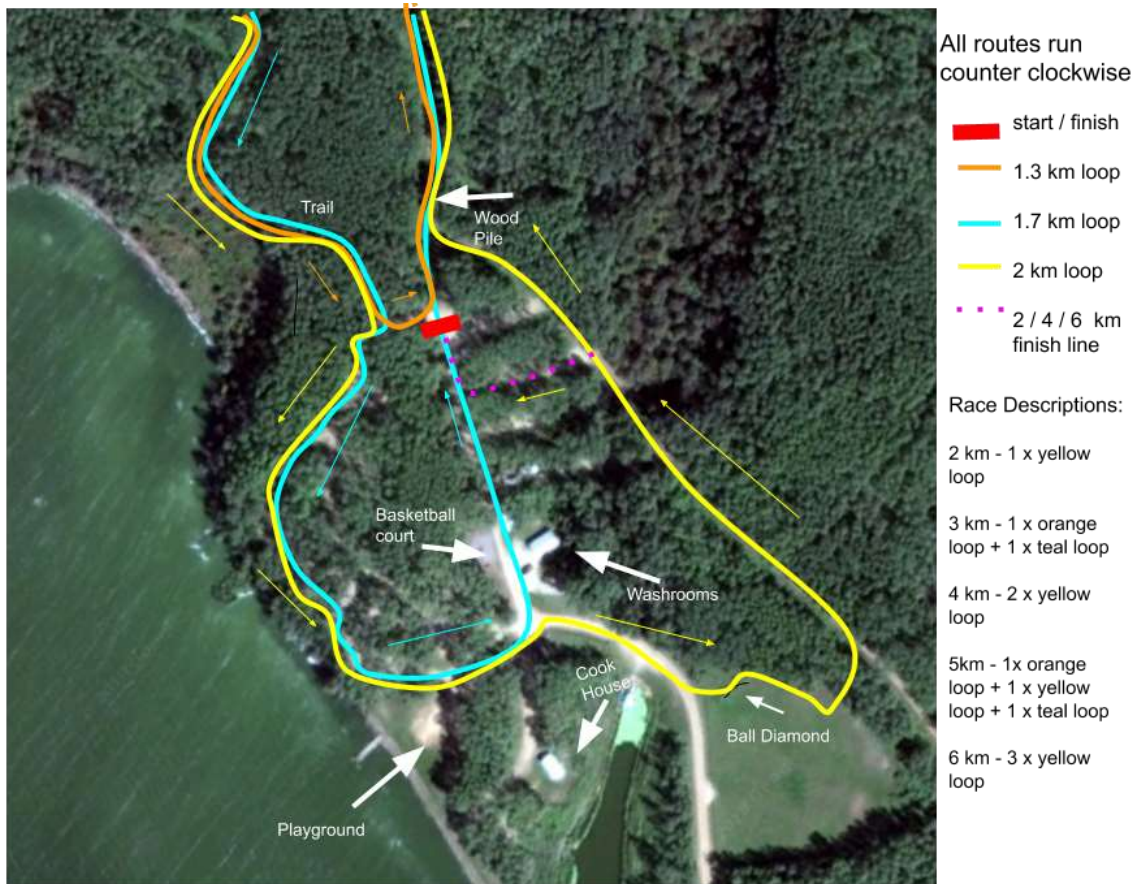 All routes run
counter clockwise
start / finish
1.3 km loop
1.7 km loop
2 km loop
2 / 4 / 6 km
finish line
Race Descriptions:
2 km - 1 x yellow
loop
3 km - 1 x orange
loop + 1 x teal loop
4 km - 2 x yellow
loop
5km - 1x orange
loop + 1 x yellow
loop + 1 x teal loop
6 km - 3 x yellow
loop
Trail
Wood
Pile
Basketball
court
Washrooms
Cook
House
Ball Diamond
Playground